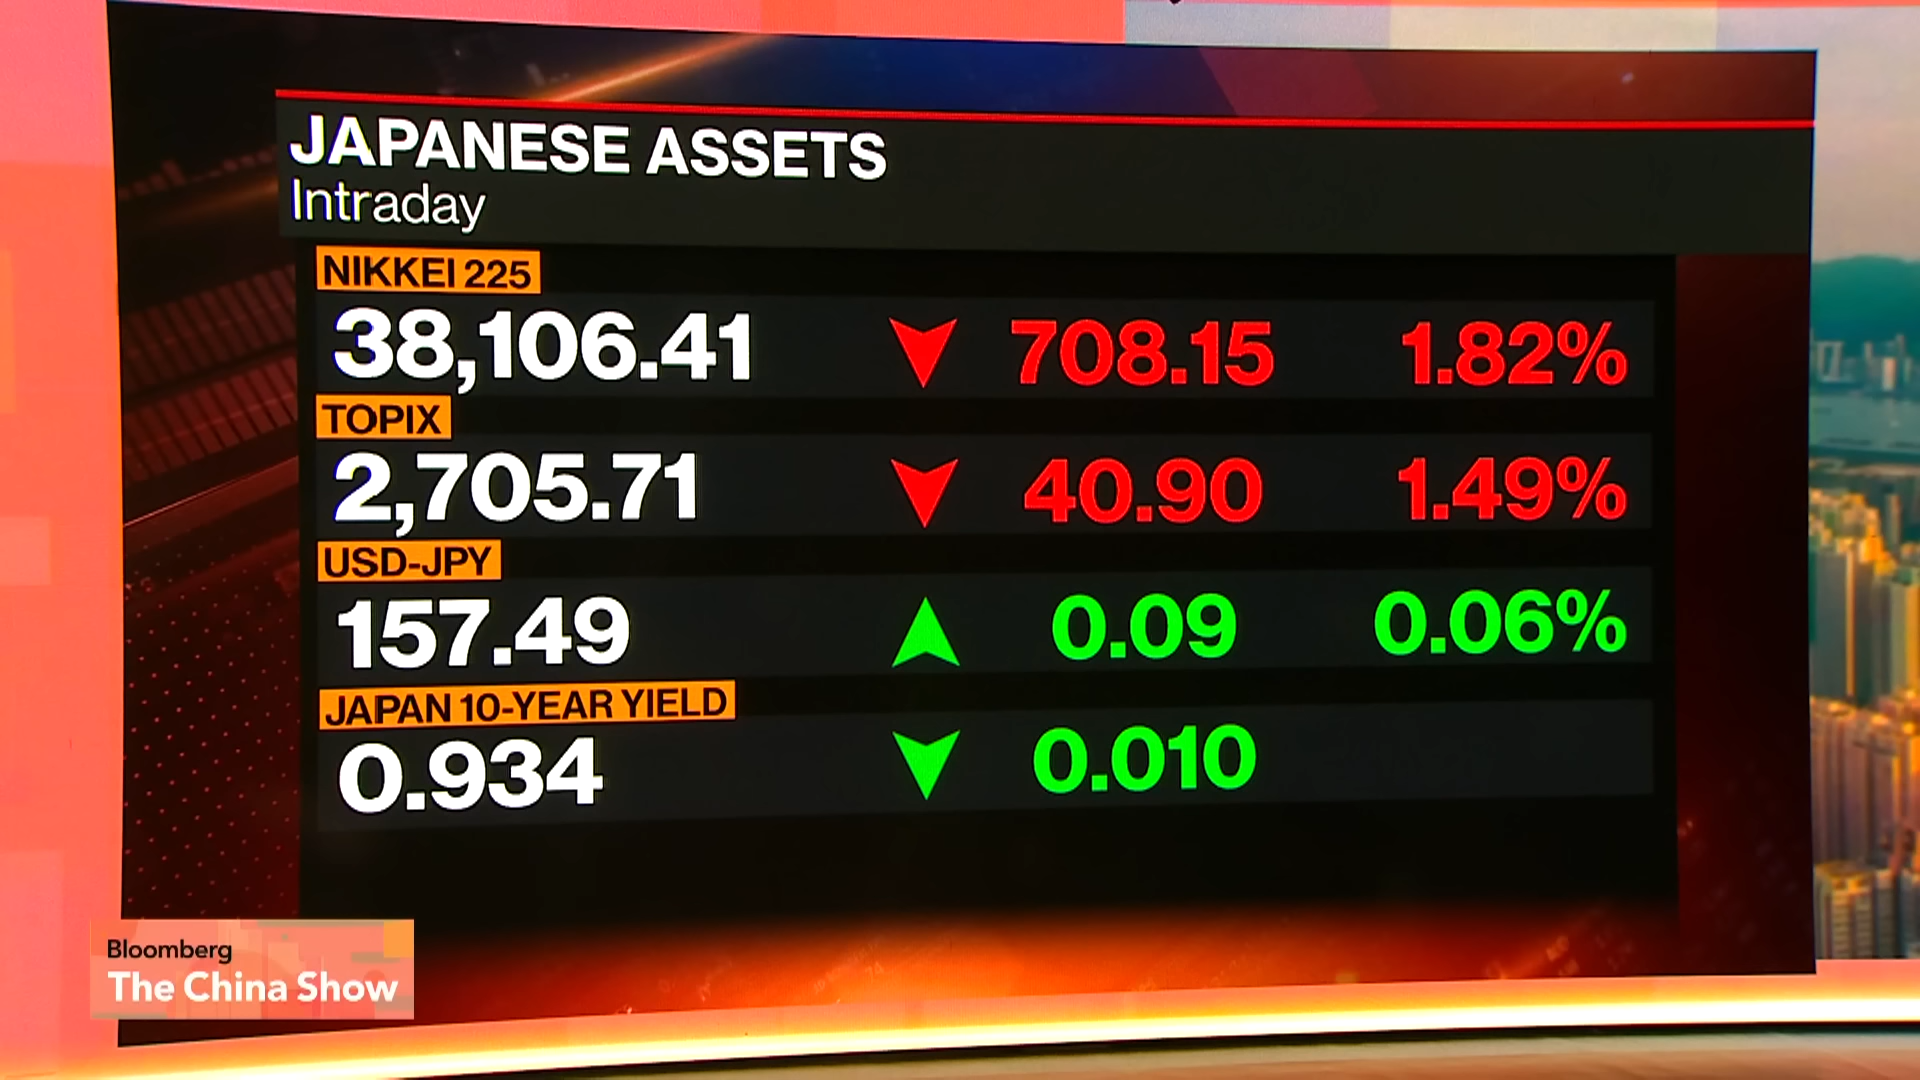 JAPANESE ASSETS
Intraday
NIKKEI 225
38,106.41 ▼ 708.15 1.82%
TOPIX
2,705.71 ▼ 40.90 1.49%
USD-JPY
157.49 ▲ 0.09 0.06%
JAPAN 10-YEAR YIELD
0.934 ▼ 0.010
Bloomberg
The China Show